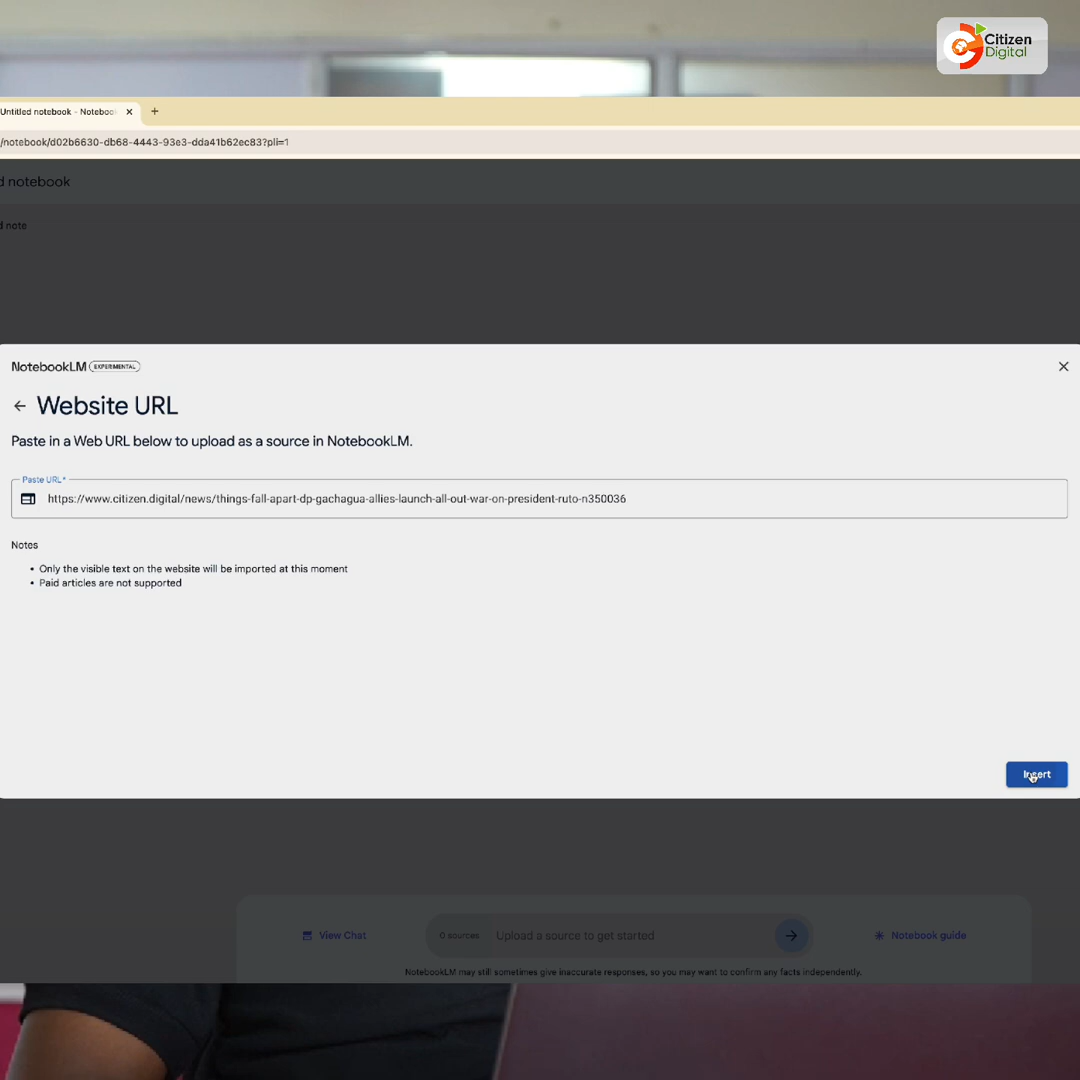 Citizen
Digital
Untitled notebook - Noteboo
/notebook/d02b6630-db68-4443-93e3-dda41b62ec83?pli=1
d notebook
d note
NotebookLM EXPERIMENTAL
Website URL
Paste in a Web URL below to upload as a source in NotebookLM.
Paste URL*
https://www.citizen.digital/news/things-fall-apart-dp-gachagua-allies-launch-all-out-war-on-president-ruto-n350036
Notes
• Only the visible text on the website will be imported at this moment
• Paid articles are not supported
Insert
View Chat
0 sources
Upload a source to get started
Notebook guide
NotebookLM may still sometimes give inaccurate responses, so you may want to confirm any facts independently.